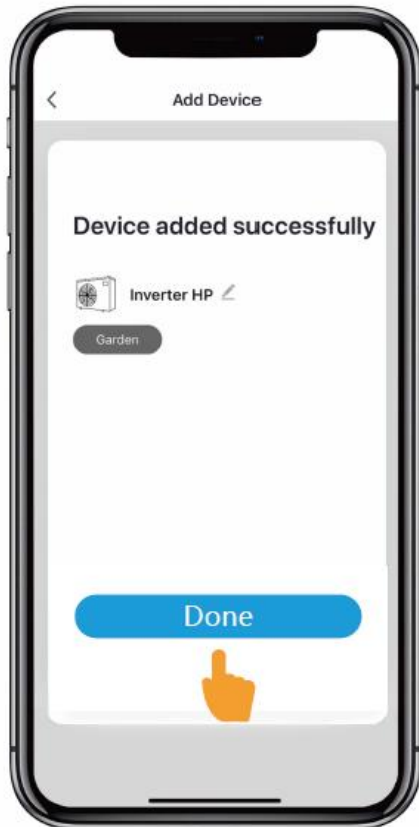 Add Device
Device added successfully
Inverter HP
Garden
Done